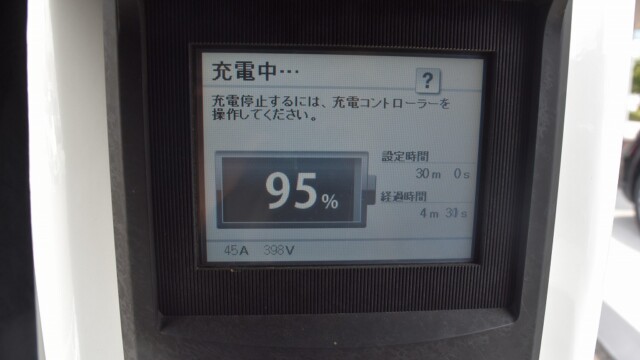 充電中…
?
充電停止するには、充電コントローラーを
操作してください。
設定時間
30m 0s
95%
経過時間
4m 30s
45A 398V